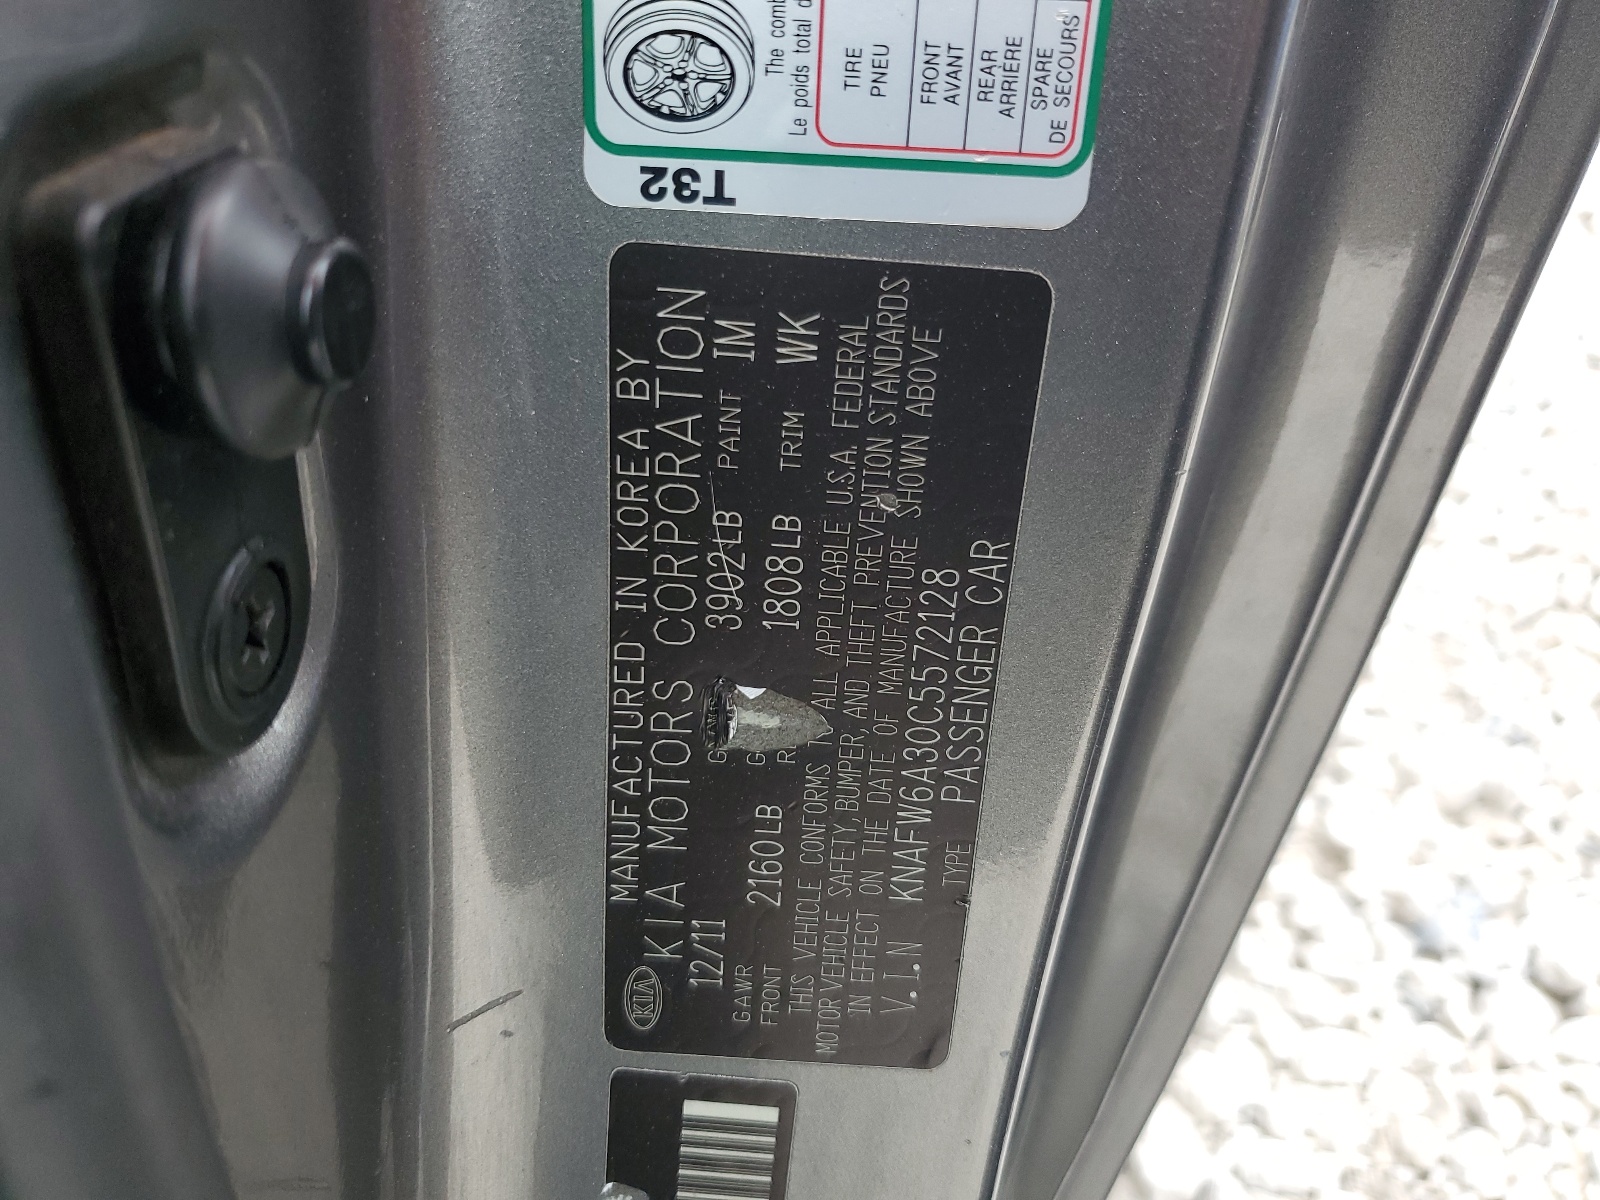 The comb
Le poids total d
TIRE
PNEU
FRONT
AVANT
REAR
ARRIÈRE
SPARE
DE SECOURS
T32
KIA
MANUFACTURED IN KOREA BY
KIA MOTORS CORPORATION
12/11 3902LB PAINT IM
GAWR
FRONT 2160LB 1808LB TRIM WK
THIS VEHICLE CONFORMS ALL APPLICABLE U.S.A. FEDERAL
MOTOR VEHICLE SAFETY, BUMPER, AND THEFT PREVENTION STANDARDS
IN EFFECT ON THE DATE OF MANUFACTURE SHOWN ABOVE
V.I.N KNAFW6A30C5572128
TYPE PASSENGER CAR